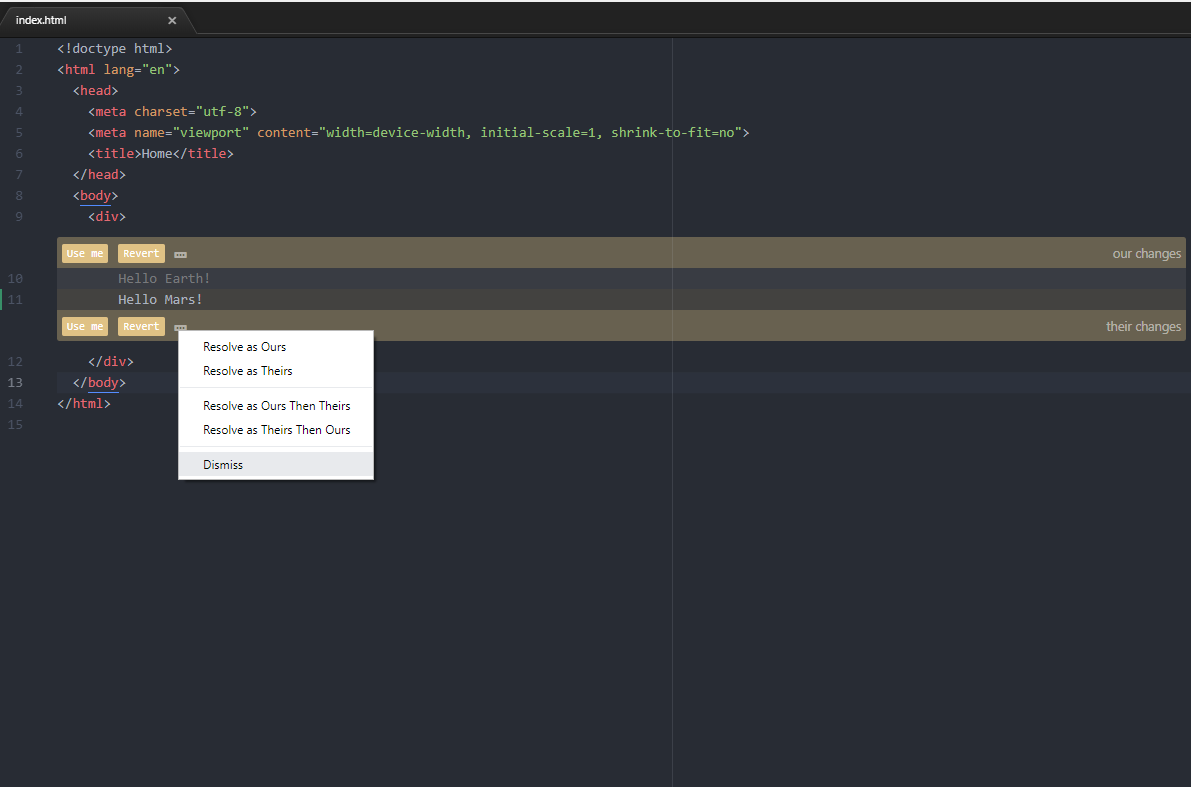 index.html ×
1 <!doctype html>
2 <html lang="en">
3 <head>
4 <meta charset="utf-8">
5 <meta name="viewport" content="width=device-width, initial-scale=1, shrink-to-fit=no">
6 <title>Home</title>
7 </head>
8 <body>
9 <div>
Use me Revert our changes
10 Hello Earth!
11 Hello Mars!
Use me Revert their changes
Resolve as Ours
Resolve as Theirs
Resolve as Ours Then Theirs
Resolve as Theirs Then Ours
Dismiss
12 </div>
13 </body>
14 </html>
15